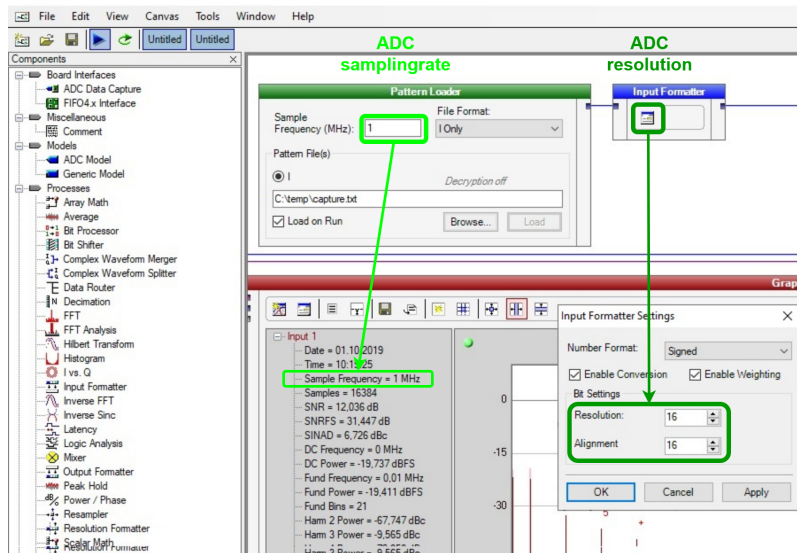 File Edit View Canvas Tools Window Help
Untitled Untitled
ADC
samplingrate
ADC
resolution
Components
Board Interfaces
ADC Data Capture
FIFO4.x Interface
Miscellaneous
Comment
Models
ADC Model
Generic Model
Processes
Array Math
Average
Bit Processor
Bit Shifter
Complex Waveform Merger
Complex Waveform Splitter
Data Router
Decimation
FFT
FFT Analysis
Hilbert Transform
Histogram
I vs. Q
Input Formatter
Inverse FFT
Inverse Sinc
Latency
Logic Analysis
Mixer
Output Formatter
Peak Hold
Power / Phase
Resampler
Resolution Formatter
Scalar Math
Pattern Loader
Sample
Frequency (MHz): 1
File Format:
I Only
Pattern File(s)
I
Decryption off
C:\temp\capture.txt
Load on Run Browse... Load
Input Formatter
Grap
Input 1
Date = 01.10.2019
Sample Frequency = 1 MHz
Samples = 16384
SNR = 12,036 dB
SNRFS = 31,447 dB
SINAD = 6,726 dBc
DC Frequency = 0 MHz
DC Power = -19,737 dBFS
Fund Frequency = 0,01 MHz
Fund Power = -19,411 dBFS
Fund Bins = 21
Harm 2 Power = -67,747 dBc
Harm 3 Power = -9,565 dBc
0
-15
-30
5
+
Input Formatter Settings
Number Format: Signed
Enable Conversion Enable Weighting
Bit Settings
Resolution: 16
Alignment 16
OK Cancel Apply